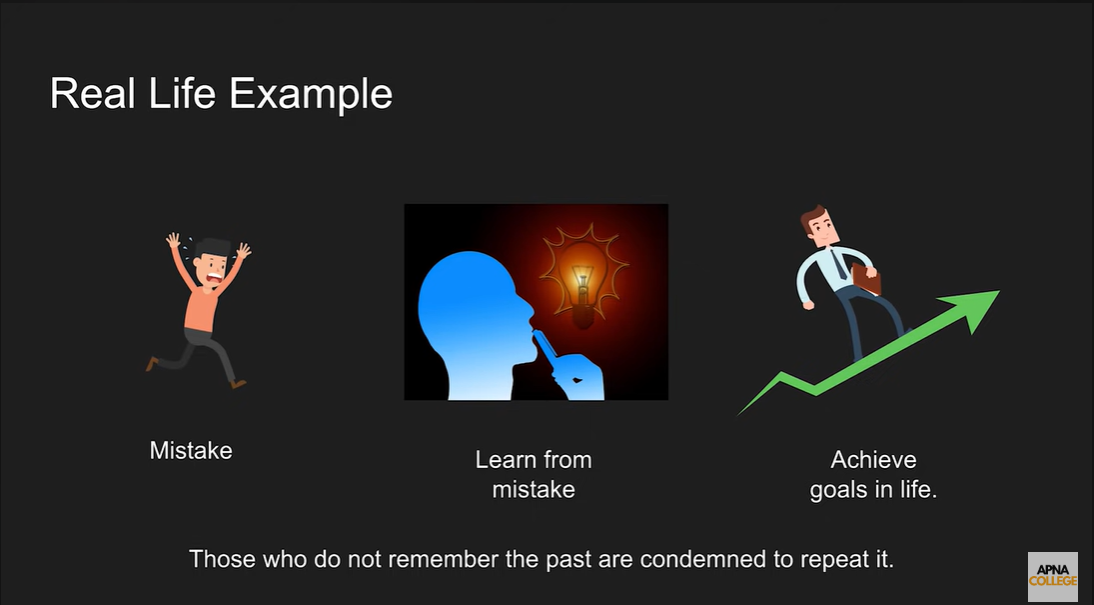 Real Life Example
Mistake
Learn from
mistake
Achieve
goals in life.
Those who do not remember the past are condemned to repeat it.
APNA
COLLEGE